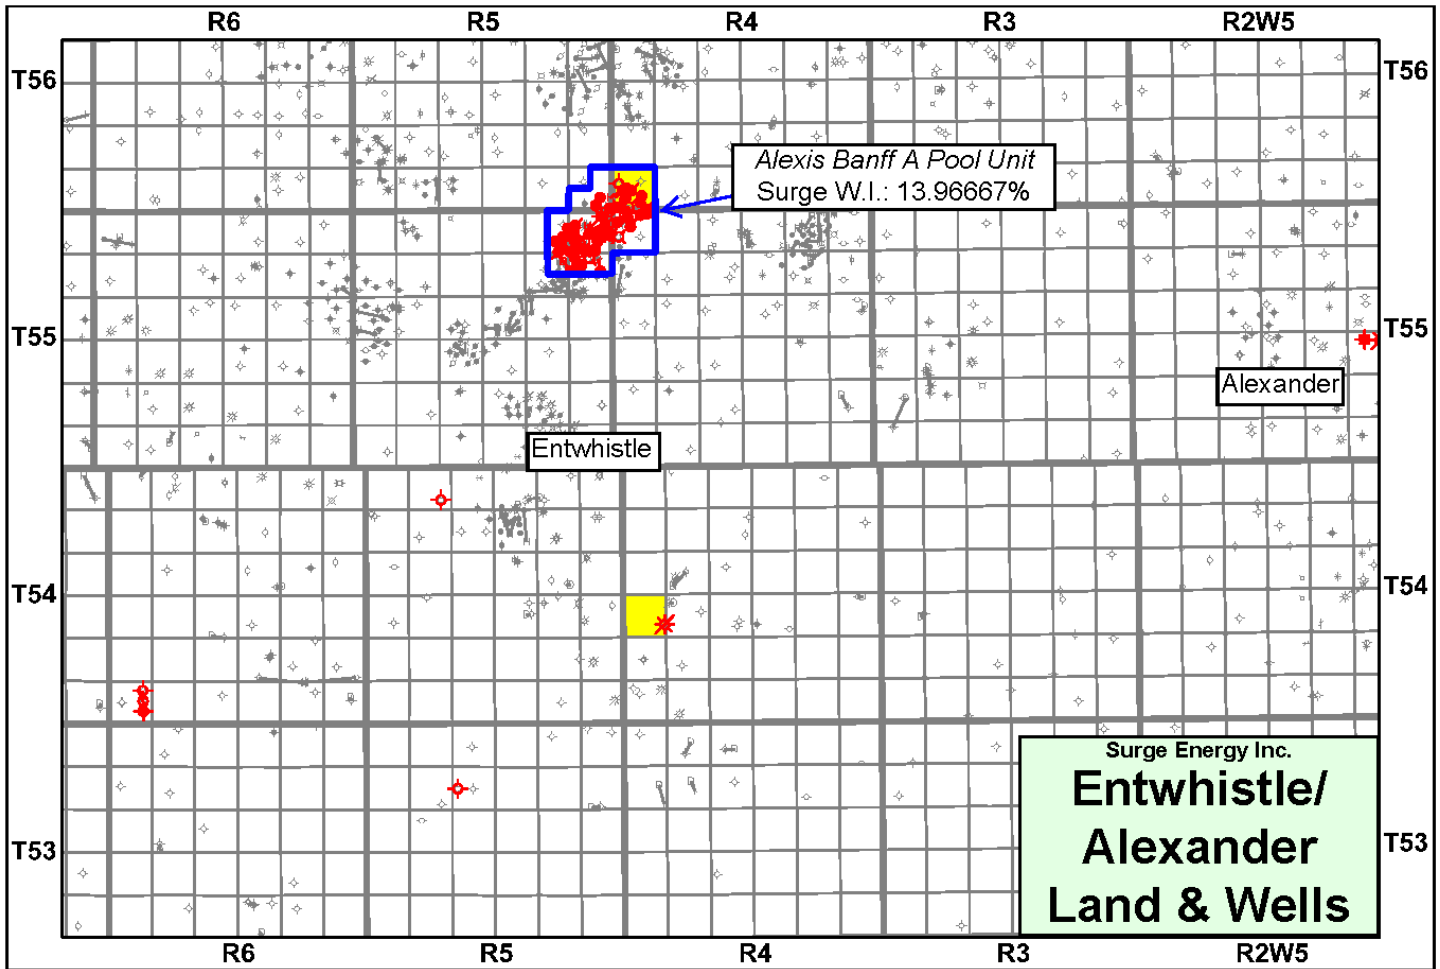 R6 R5 R4 R3 R2W5
T56 T56
Alexis Banff A Pool Unit
Surge W.I.: 13.96667%
T55 T55
Alexander
Entwhistle
T54 T54
Surge Energy Inc.
Entwhistle/
Alexander
Land & Wells
T53 T53
R6 R5 R4 R3 R2W5